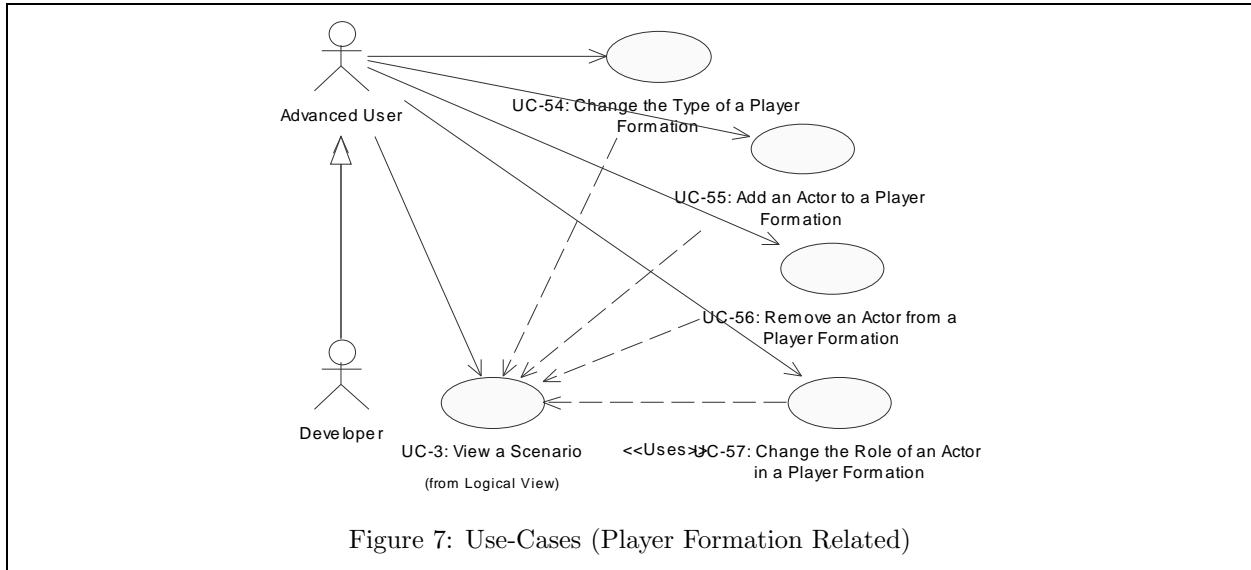 Advanced User
UC-54: Change the Type of a Player
Formation
UC-55: Add an Actor to a Player
Formation
UC-56: Remove an Actor from a
Player Formation
Developer
UC-3: View a Scenario
(from Logical View)
<<Uses>>
UC-57: Change the Role of an Actor
in a Player Formation
Figure 7: Use-Cases (Player Formation Related)